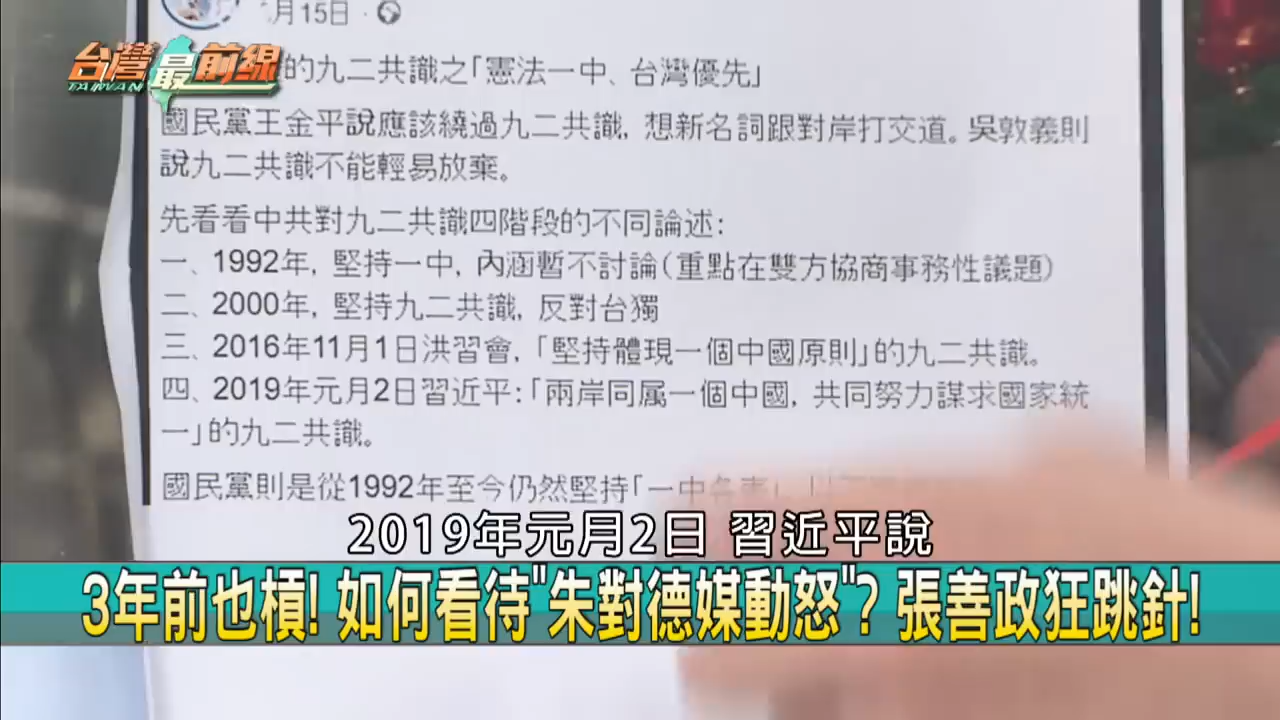 月15日
台灣最前線
TAIWAN
的九二共識之「憲法一中、台灣優先」
國民黨王金平說應該繞過九二共識, 想新名詞跟對岸打交道。吳敦義則
說九二共識不能輕易放棄。
先看看中共對九二共識四階段的不同論述:
一、1992年, 堅持一中, 內涵暫不討論(重點在雙方協商事務性議題)
二、2000年, 堅持九二共識, 反對台獨
三、2016年11月1日洪習會, 「堅持體現一個中國原則」的九二共識。
四、2019年元月2日習近平:「兩岸同属一個中國, 共同努力謀求國家統
一」的九二共識。
國民黨則是從1992年至今仍然堅持「一中各表」
2019年元月2日 習近平說
3年前也槓! 如何看待"朱對德媒動怒"? 張善政狂跳針!